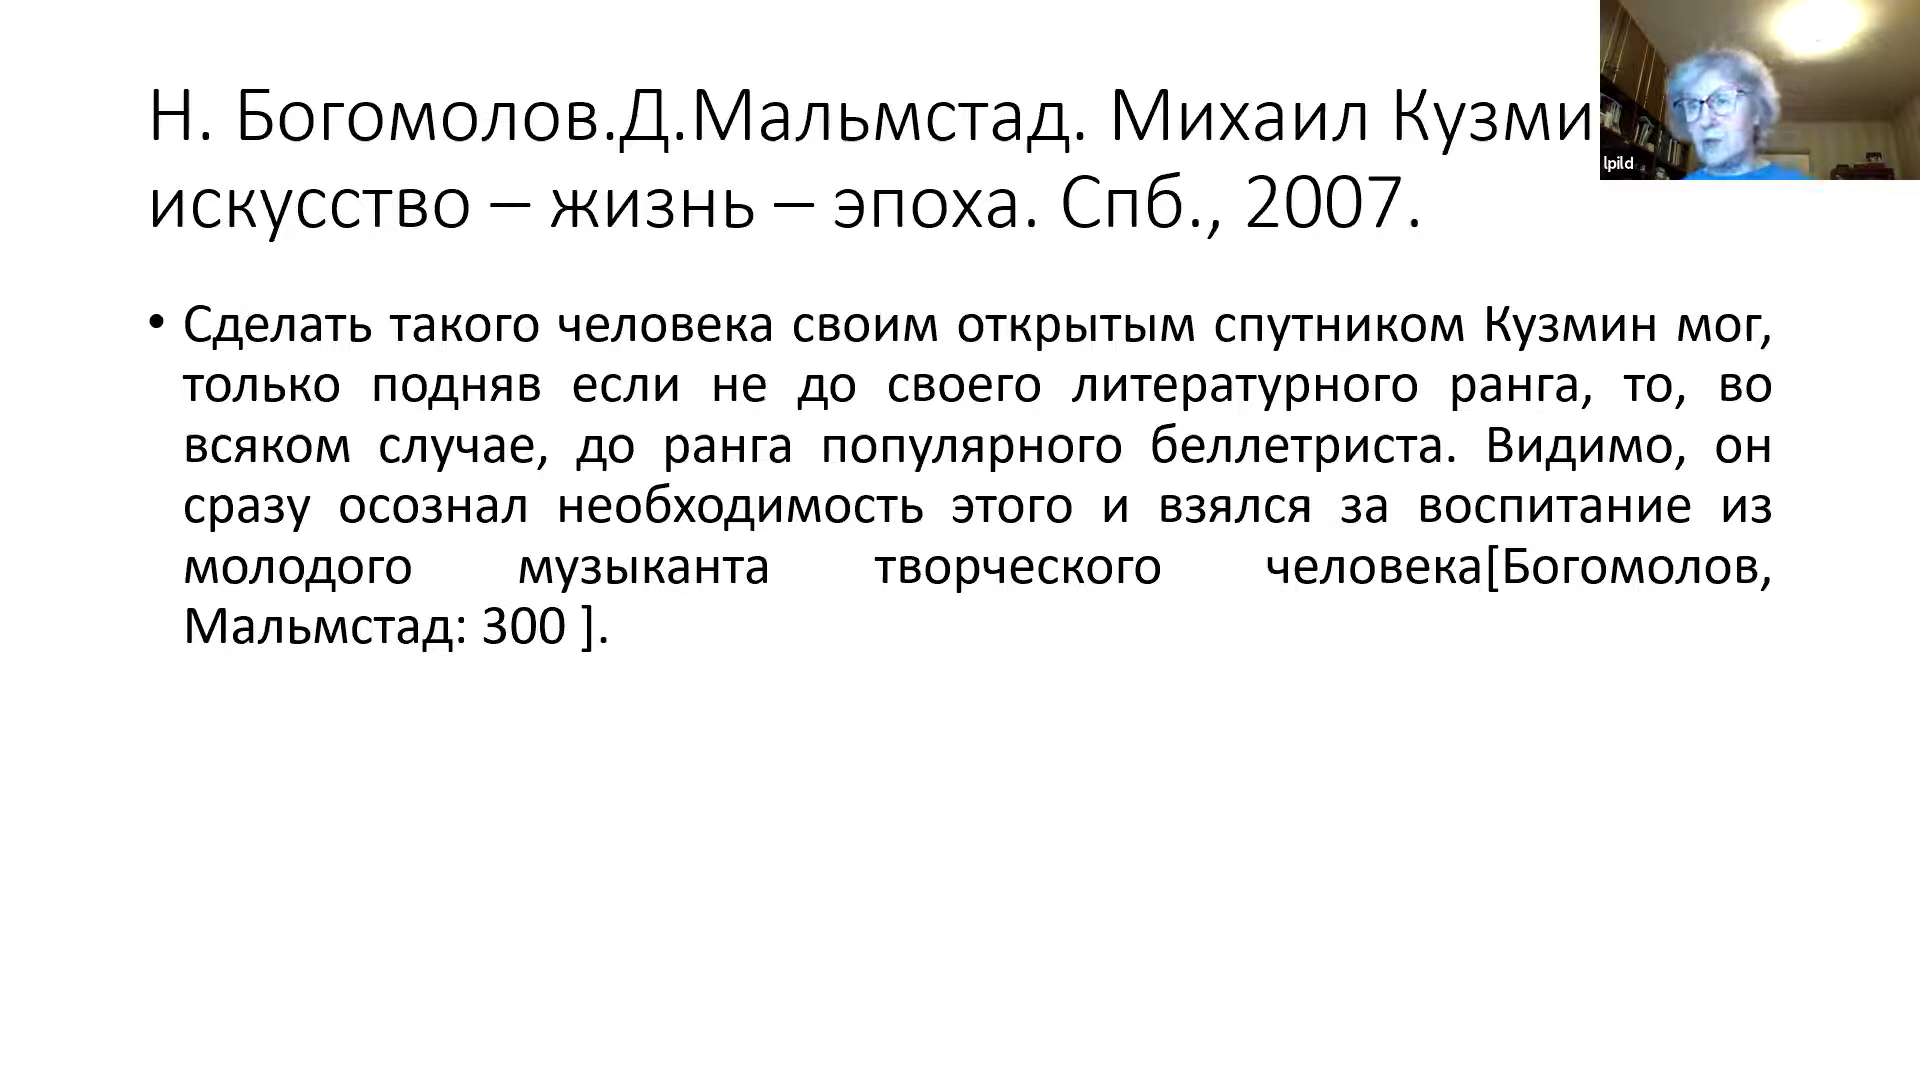 Н. Богомолов.Д.Мальмстад. Михаил Кузми
искусство – жизнь – эпоха. Спб., 2007.
lpild
• Сделать такого человека своим открытым спутником Кузмин мог,
только подняв если не до своего литературного ранга, то, во
всяком случае, до ранга популярного беллетриста. Видимо, он
сразу осознал необходимость этого и взялся за воспитание из
молодого музыканта творческого человека[Богомолов,
Мальмстад: 300 ].